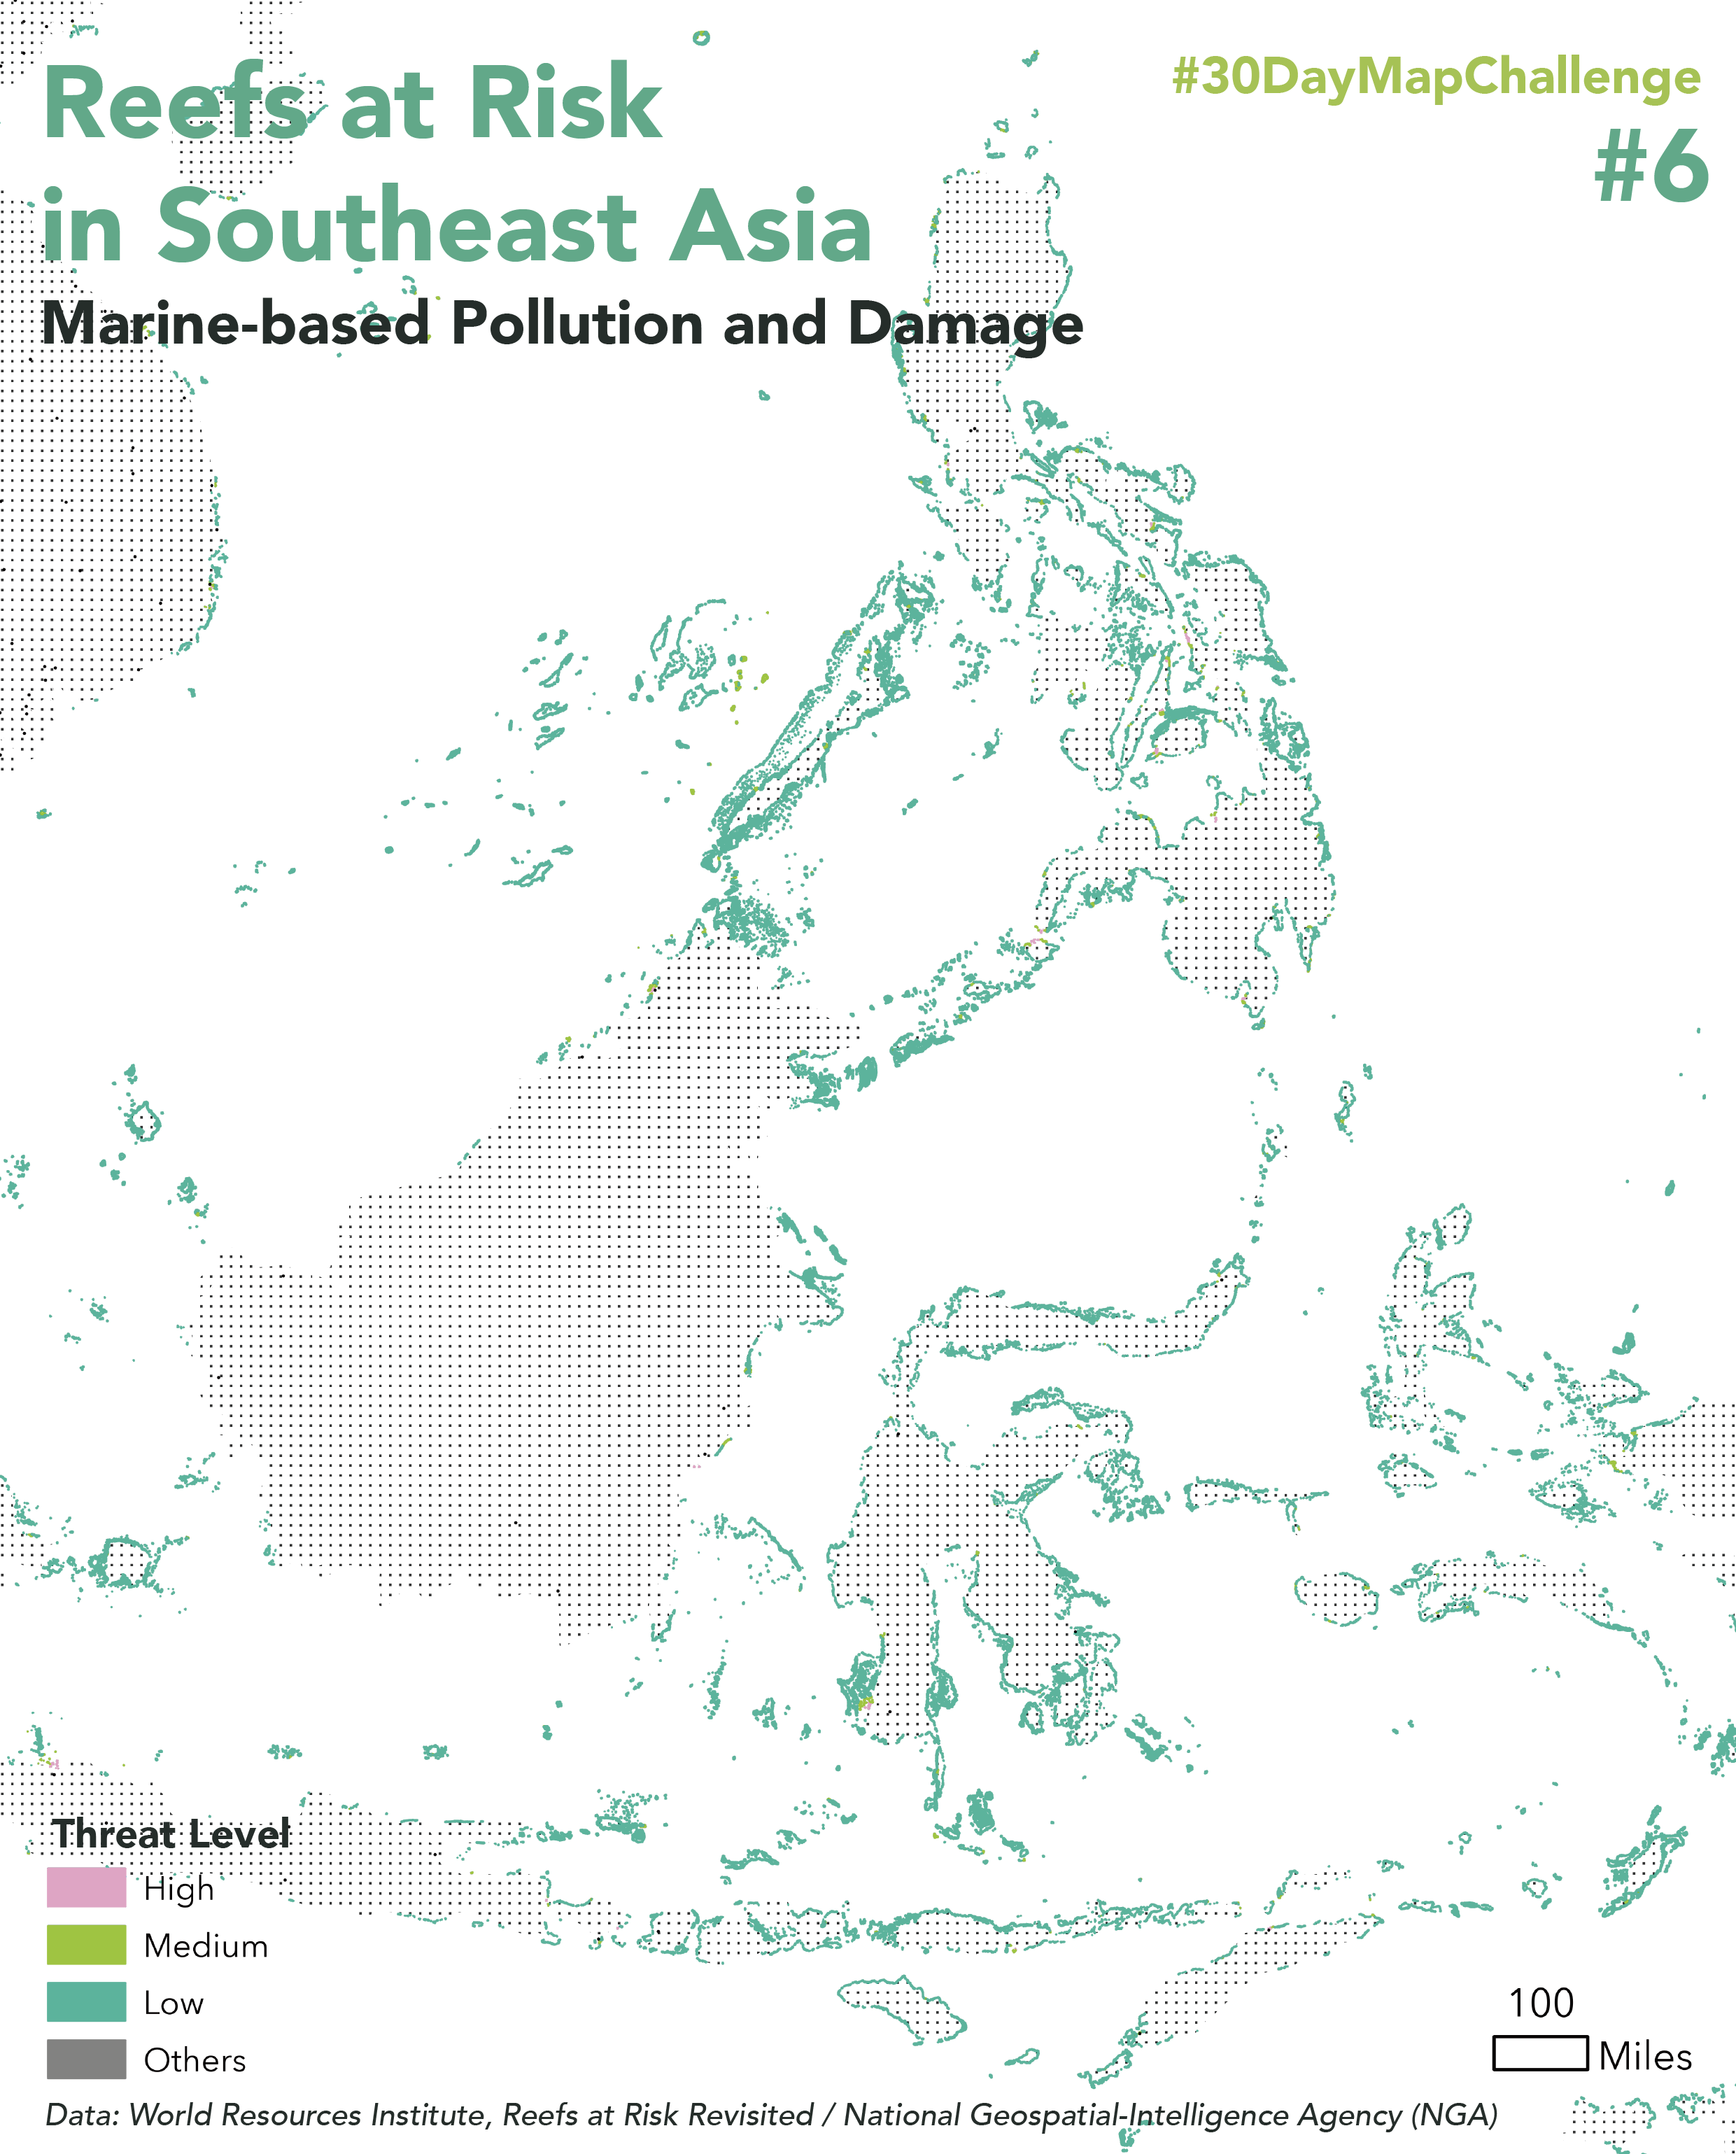 Reefs at Risk
in Southeast Asia
Marine-based Pollution and Damage
#30DayMapChallenge
#6
Threat Level
High
Medium
Low
Others
100
Miles
Data: World Resources Institute, Reefs at Risk Revisited / National Geospatial-Intelligence Agency (NGA)